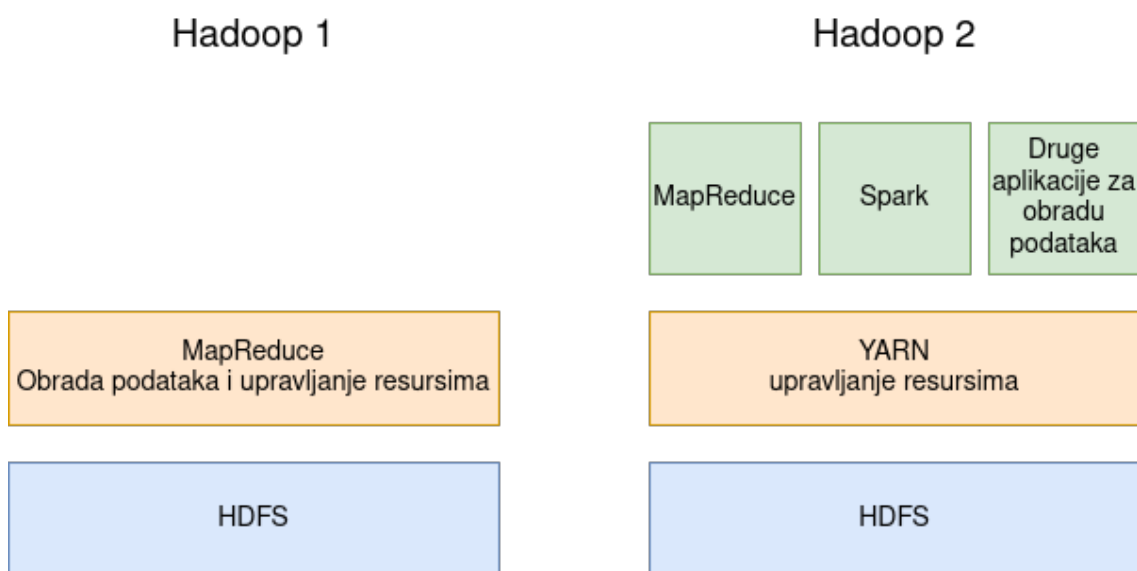 Hadoop 1
Hadoop 2
MapReduce
Spark
Druge
aplikacije za
obradu
podataka
MapReduce
Obrada podataka i upravljanje resursima
YARN
upravljanje resursima
HDFS
HDFS